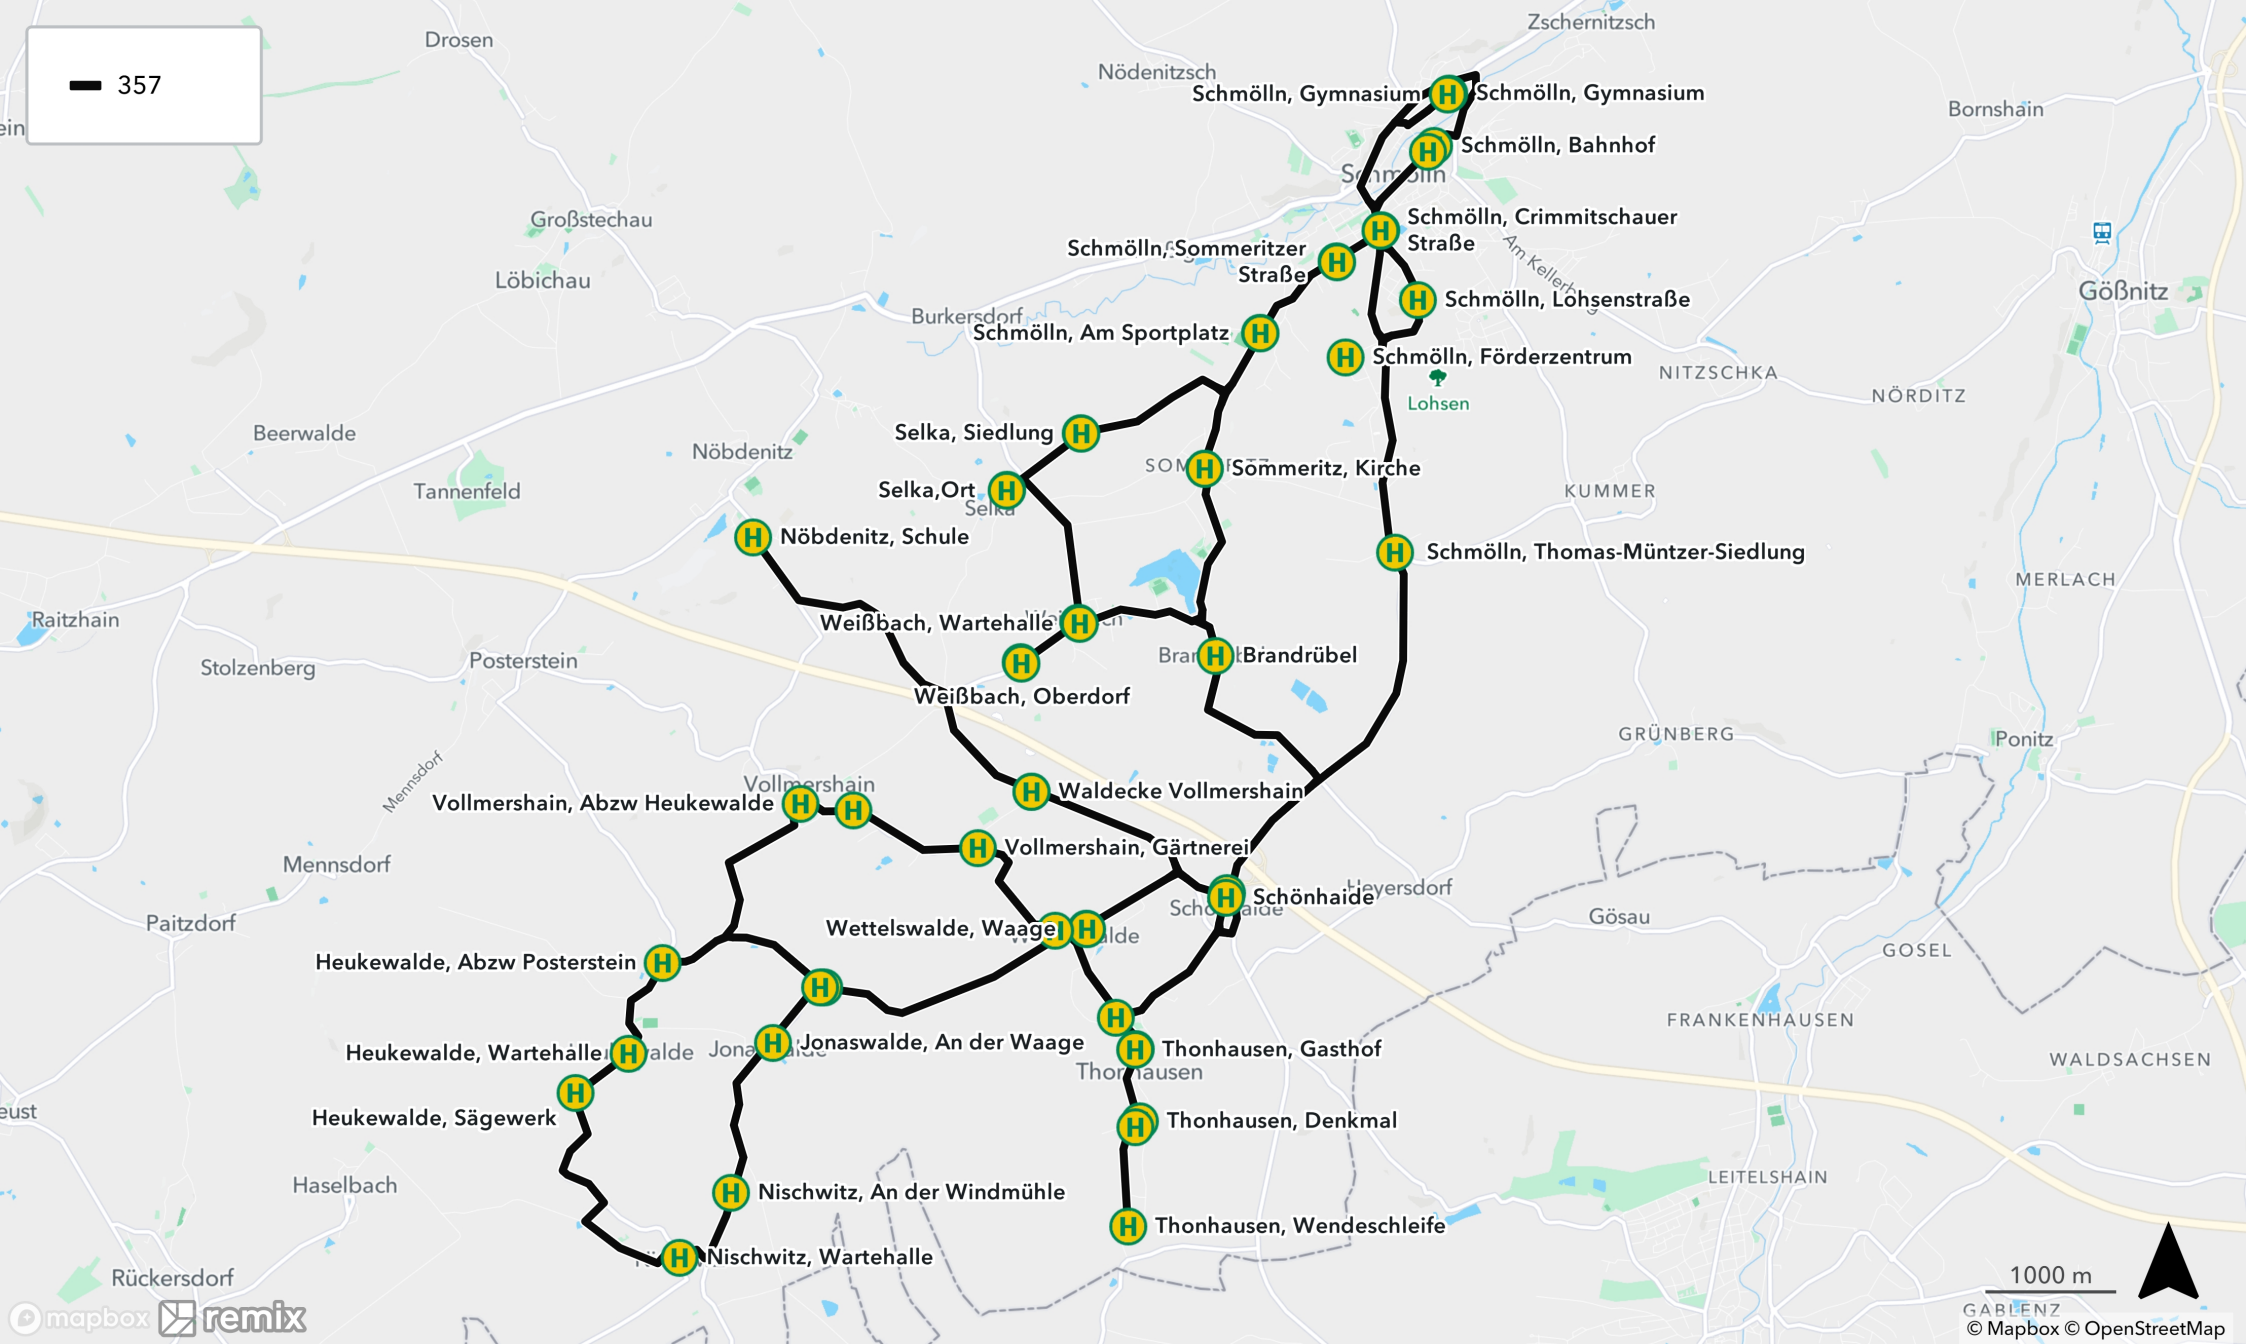 Drosen
Zschernitzsch
Nödenitzsch
357
Schmölln, Gymnasium
Schmölln, Gymnasium
Bornshain
Schmölln, Bahnhof
Schmölln
Großstechau
Schmölln, Crimmitschauer
Straße
Schmölln, Sommeritzer
Straße
Am Kellerberg
Löbichau
Gößnitz
Schmölln, Lohsenstraße
Burkersdorf
Schmölln, Am Sportplatz
Schmölln, Förderzentrum
NITZSCHKA
NÖRDITZ
Lohsen
Beerwalde
Selka, Siedlung
Nöbdenitz
Sommeritz, Kirche
Tannenfeld
Selka,Ort
Selka
KUMMER
Nöbdenitz, Schule
Schmölln, Thomas-Müntzer-Siedlung
MERLACH
Raitzhain
Weißbach, Wartehalle
Stolzenberg
Posterstein
Brandrübel
Weißbach, Oberdorf
GRÜNBERG
Ponitz
Mennsdorf
Vollmershain
Waldecke Vollmershain
Vollmershain, Abzw Heukewalde
Vollmershain, Gärtnerei
Mennsdorf
Heyersdorf
Schönhaide
Paitzdorf
Gösau
Wettelswalde, Waage
GOSEL
Heukewalde, Abzw Posterstein
FRANKENHAUSEN
Heukewalde, Wartehalle
Jonaswalde, An der Waage
Thonhausen, Gasthof
WALDSACHSEN
Thonhausen
Heukewalde, Sägewerk
Thonhausen, Denkmal
LEITELSHAIN
Haselbach
Nischwitz, An der Windmühle
Thonhausen, Wendeschleife
Nischwitz, Wartehalle
Rückersdorf
1000 m
GABLENZ
mapbox remix
© Mapbox © OpenStreetMap